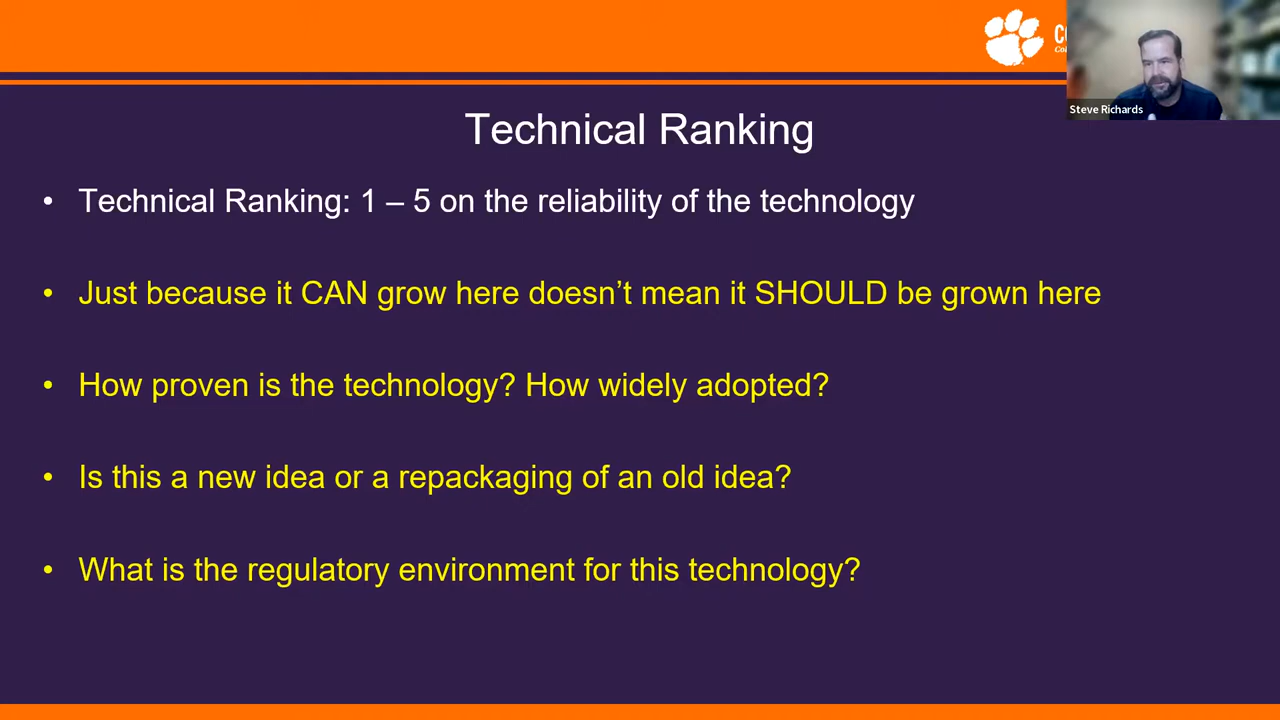 Steve Richards
Technical Ranking
• Technical Ranking: 1 – 5 on the reliability of the technology
• Just because it CAN grow here doesn’t mean it SHOULD be grown here
• How proven is the technology? How widely adopted?
• Is this a new idea or a repackaging of an old idea?
• What is the regulatory environment for this technology?